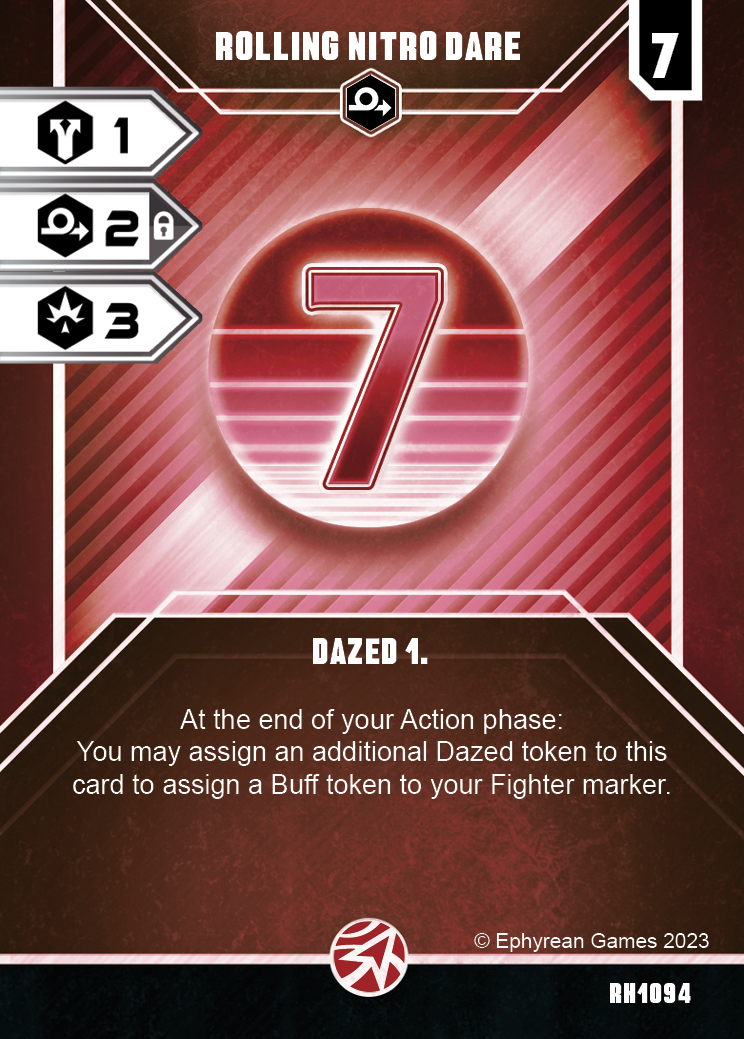 ROLLING NITRO DARE
7
1
2
3
7
DAZED 1.
At the end of your Action phase:
You may assign an additional Dazed token to this
card to assign a Buff token to your Fighter marker.
© Ephyrean Games 2023
RH1094